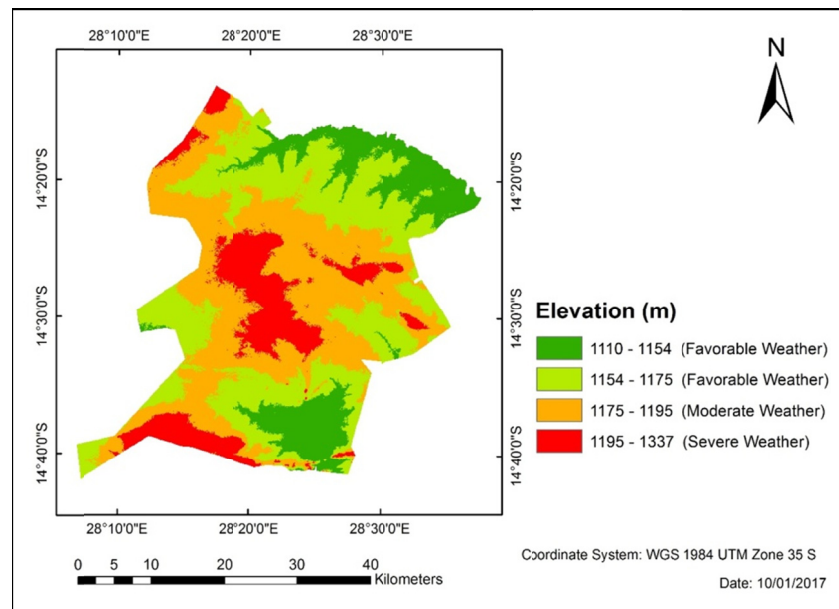 28°10'0"E 28°20'0"E 28°30'0"E
N
14°20'0"S 14°20'0"S
14°30'0"S 14°30'0"S
14°40'0"S 14°40'0"S
Elevation (m)
1110 - 1154 (Favorable Weather)
1154 - 1175 (Favorable Weather)
1175 - 1195 (Moderate Weather)
1195 - 1337 (Severe Weather)
28°10'0"E 28°20'0"E 28°30'0"E
0 5 10 20 30 40
Kilometers
Coordinate System: WGS 1984 UTM Zone 35 S
Date: 10/01/2017